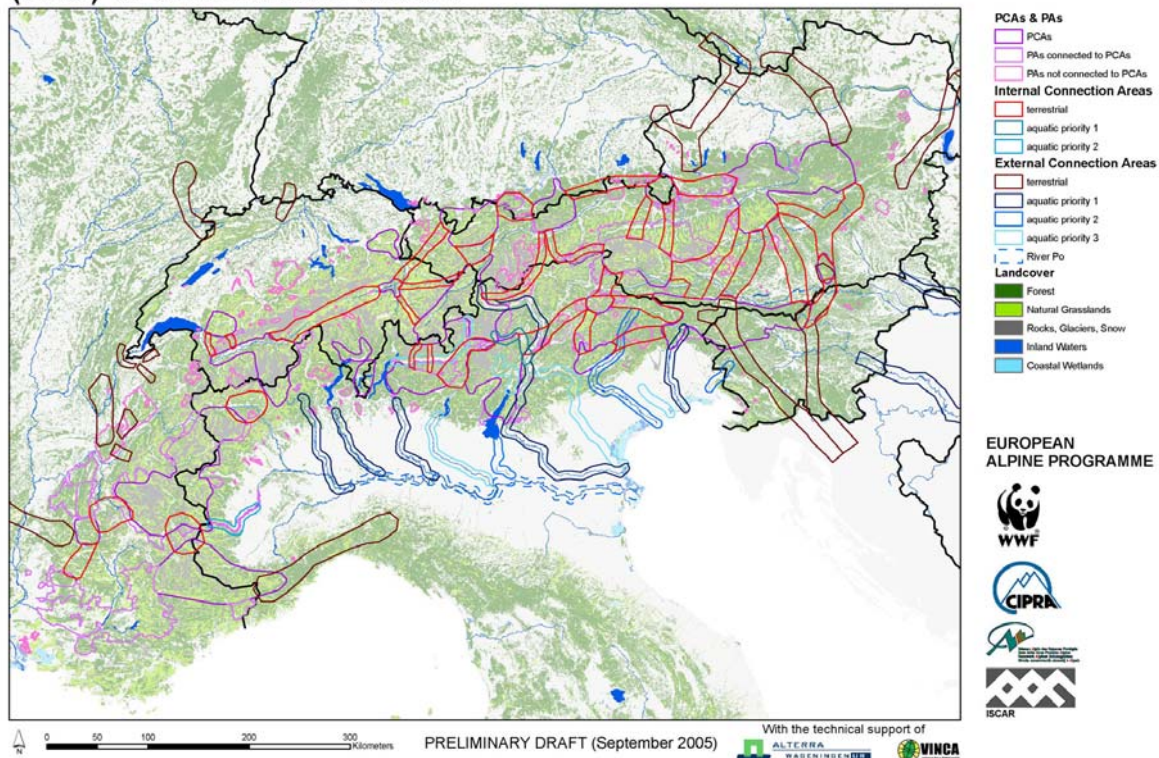 PCAs & PAs
PCAs
PAs connected to PCAs
PAs not connected to PCAs
Internal Connection Areas
terrestrial
aquatic priority 1
aquatic priority 2
External Connection Areas
terrestrial
aquatic priority 1
aquatic priority 2
aquatic priority 3
River Po
Landcover
Forest
Natural Grasslands
Rocks, Glaciers, Snow
Inland Waters
Coastal Wetlands
EUROPEAN
ALPINE PROGRAMME
WWF
CIPRA
ISCAR
N
0 50 100 200 300
Kilometers
PRELIMINARY DRAFT (September 2005)
With the technical support of
ALTERRA
WAGENINGEN UR
VINCA